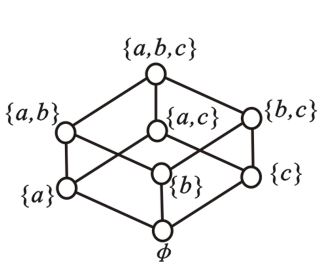 {a,b,c}
{a,b}
{a,c}
{b,c}
{a}
{b}
{c}
ϕ